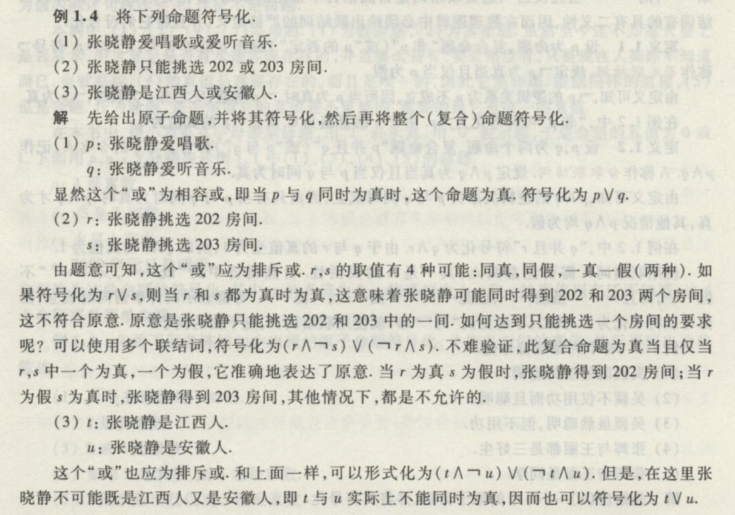 例1.4 将下列命题符号化.
(1) 张晓静爱唱歌或爱听音乐.
(2) 张晓静只能挑选 202 或 203 房间.
(3) 张晓静是江西人或安徽人.
解 先给出原子命题,并将其符号化,然后再将整个(复合)命题符号化.
(1) p: 张晓静爱唱歌.
q: 张晓静爱听音乐.
显然这个“或”为相容或,即当 p 与 q 同时为真时,这个命题为真. 符号化为 p∨q.
(2) r: 张晓静挑选 202 房间.
s: 张晓静挑选 203 房间.
由题意可知,这个“或”应为排斥或. r,s 的取值有 4 种可能:同真,同假,一真一假(两种). 如
果符号化为 r∨s,则当 r 和 s 都为真时为真,这意味着张晓静可能同时得到 202 和 203 两个房间,
这不符合原意. 原意是张晓静只能挑选 202 和 203 中的一间. 如何达到只能挑选一个房间的要求
呢? 可以使用多个联结词,符号化为(r∧¬s)∨(¬r∧s). 不难验证,此复合命题为真当且仅当
r,s 中一个为真,一个为假,它准确地表达了原意. 当 r 为真 s 为假时,张晓静得到 202 房间;当 r
为假 s 为真时,张晓静得到 203 房间,其他情况下,都是不允许的.
(3) t: 张晓静是江西人.
u: 张晓静是安徽人.
这个“或”也应为排斥或. 和上面一样,可以形式化为(t∧¬u)∨(¬t∧u). 但是,在这里张
晓静不可能既是江西人又是安徽人,即 t 与 u 实际上不能同时为真,因而也可以符号化为 t∨u.